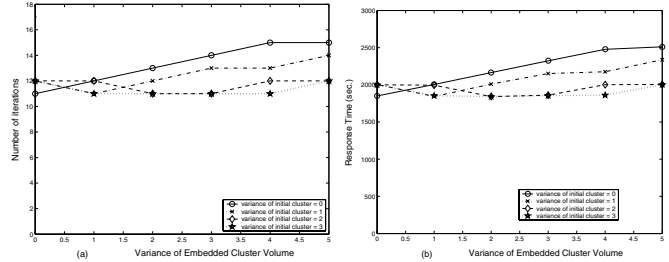 18
16
14
12
10
8
6
4
2
0
Number of iterations
0 0.5 1 1.5 2 2.5 3 3.5 4 4.5 5
(a) Variance of Embedded Cluster Volume
variance of initial cluster = 0
variance of initial cluster = 1
variance of initial cluster = 2
variance of initial cluster = 3
3000
2500
2000
1500
1000
500
0
Response Time (sec.)
0 0.5 1 1.5 2 2.5 3 3.5 4 4.5 5
(b) Variance of Embedded Cluster Volume
variance of initial cluster = 0
variance of initial cluster = 1
variance of initial cluster = 2
variance of initial cluster = 3